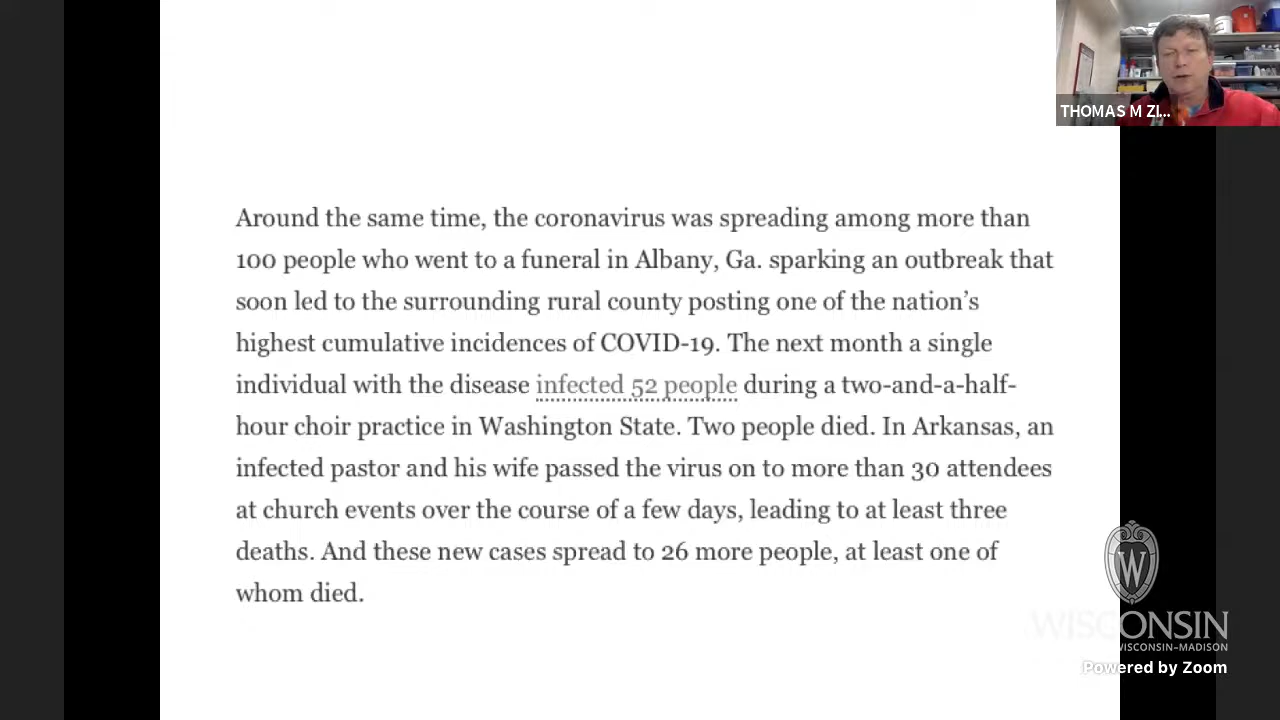 THOMAS M ZI...
Around the same time, the coronavirus was spreading among more than
100 people who went to a funeral in Albany, Ga. sparking an outbreak that
soon led to the surrounding rural county posting one of the nation’s
highest cumulative incidences of COVID-19. The next month a single
individual with the disease infected 52 people during a two-and-a-half-
hour choir practice in Washington State. Two people died. In Arkansas, an
infected pastor and his wife passed the virus on to more than 30 attendees
at church events over the course of a few days, leading to at least three
deaths. And these new cases spread to 26 more people, at least one of
whom died.
W
WISCONSIN
WISCONSIN–MADISON
Powered by Zoom